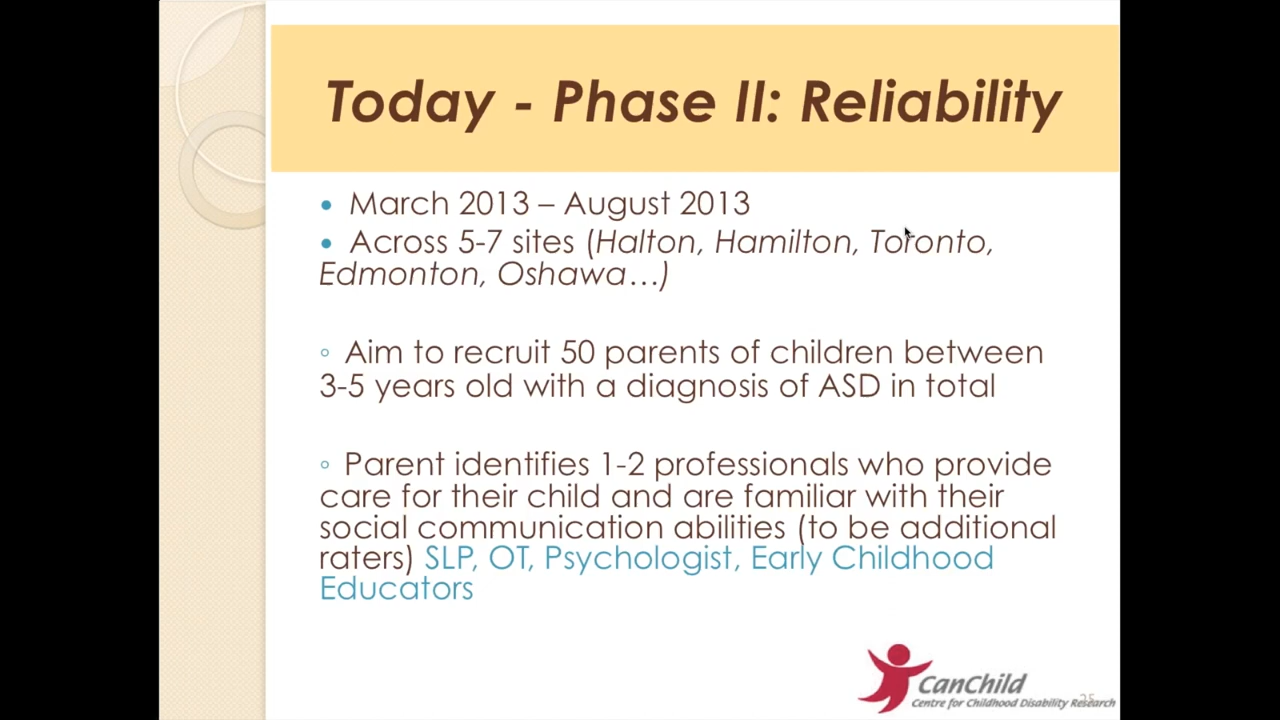 Today - Phase II: Reliability
• March 2013 – August 2013
• Across 5-7 sites (Halton, Hamilton, Toronto,
Edmonton, Oshawa…)
◦ Aim to recruit 50 parents of children between
3-5 years old with a diagnosis of ASD in total
◦ Parent identifies 1-2 professionals who provide
care for their child and are familiar with their
social communication abilities (to be additional
raters) SLP, OT, Psychologist, Early Childhood
Educators
CanChild
25
Centre for Childhood Disability Research